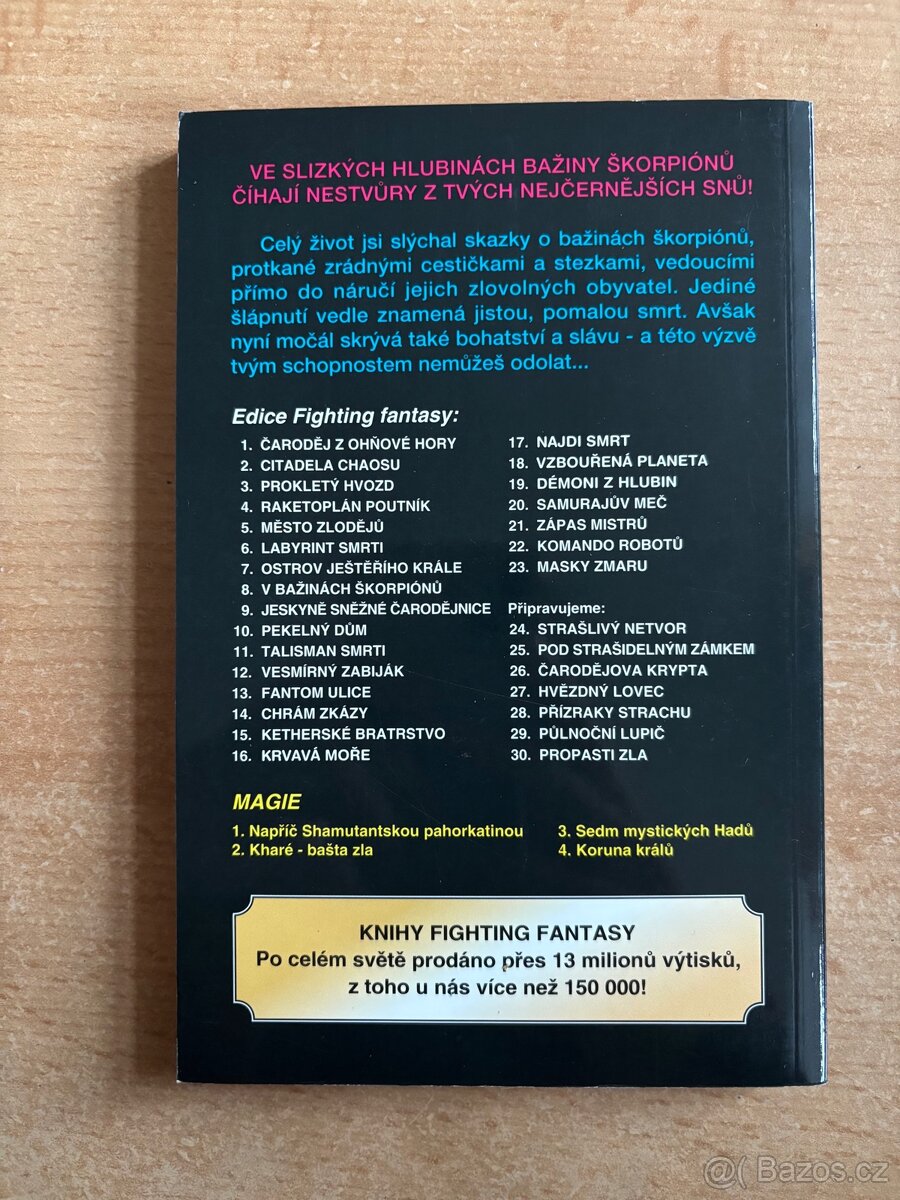 VE SLIZKÝCH HLUBINÁCH BAŽINY ŠKORPIÓNŮ
ČÍHAJÍ NESTVŮRY Z TVÝCH NEJČERNĚJŠÍCH SNŮ!
Celý život jsi slýchal skazky o bažinách škorpiónů,
protkané zrádnými cestičkami a stezkami, vedoucími
přímo do náručí jejich zlovolných obyvatel. Jediné
šlápnutí vedle znamená jistou, pomalou smrt. Avšak
nyní močál skrývá také bohatství a slávu - a této výzvě
tvým schopnostem nemůžeš odolat...
Edice Fighting fantasy:
1. ČARODĚJ Z OHŇOVÉ HORY
2. CITADELA CHAOSU
3. PROKLETÝ HVOZD
4. RAKETOPLÁN POUTNÍK
5. MĚSTO ZLODĚJŮ
6. LABYRINT SMRTI
7. OSTROV JEŠTĚŘÍHO KRÁLE
8. V BAŽINÁCH ŠKORPIÓNŮ
9. JESKYNĚ SNĚŽNÉ ČARODĚJNICE
10. PEKELNÝ DŮM
11. TALISMAN SMRTI
12. VESMÍRNÝ ZABIJÁK
13. FANTOM ULICE
14. CHRÁM ZKÁZY
15. KETHERSKÉ BRATRSTVO
16. KRVAVÁ MOŘE
17. NAJDI SMRT
18. VZBOUŘENÁ PLANETA
19. DÉMONI Z HLUBIN
20. SAMURAJŮV MEČ
21. ZÁPAS MISTRŮ
22. KOMANDO ROBOTŮ
23. MASKY ZMARU
Připravujeme:
24. STRAŠLIVÝ NETVOR
25. POD STRAŠIDELNÝM ZÁMKEM
26. ČARODĚJOVA KRYPTA
27. HVĚZDNÝ LOVEC
28. PŘÍZRAKY STRACHU
29. PŮLNOČNÍ LUPIČ
30. PROPASTI ZLA
MAGIE
1. Napříč Shamutantskou pahorkatinou
2. Kharé - bašta zla
3. Sedm mystických Hadů
4. Koruna králů
KNIHY FIGHTING FANTASY
Po celém světě prodáno přes 13 milionů výtisků,
z toho u nás více než 150 000!
@( Bazos.cz